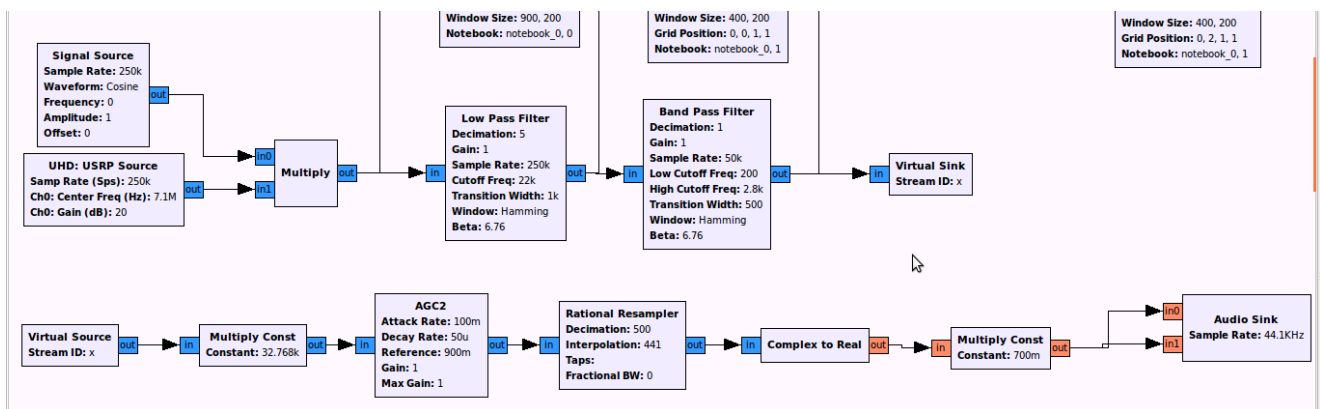 Window Size: 900, 200
Notebook: notebook_0, 0
Window Size: 400, 200
Grid Position: 0, 0, 1, 1
Notebook: notebook_0, 1
Window Size: 400, 200
Grid Position: 0, 2, 1, 1
Notebook: notebook_0, 1
Signal Source
Sample Rate: 250k
Waveform: Cosine
Frequency: 0
Amplitude: 1
Offset: 0
out
UHD: USRP Source
Samp Rate (Sps): 250k
Ch0: Center Freq (Hz): 7.1M
Ch0: Gain (dB): 20
out
in0
in1
Multiply
out
in
Low Pass Filter
Decimation: 5
Gain: 1
Sample Rate: 250k
Cutoff Freq: 22k
Transition Width: 1k
Window: Hamming
Beta: 6.76
out
in
Band Pass Filter
Decimation: 1
Gain: 1
Sample Rate: 50k
Low Cutoff Freq: 200
High Cutoff Freq: 2.8k
Transition Width: 500
Window: Hamming
Beta: 6.76
out
in
Virtual Sink
Stream ID: x
Virtual Source
Stream ID: x
out
in
Multiply Const
Constant: 32.768k
out
in
AGC2
Attack Rate: 100m
Decay Rate: 50u
Reference: 900m
Gain: 1
Max Gain: 1
out
in
Rational Resampler
Decimation: 500
Interpolation: 441
Taps:
Fractional BW: 0
out
in
Complex to Real
out
in
Multiply Const
Constant: 700m
out
in0
in1
Audio Sink
Sample Rate: 44.1KHz